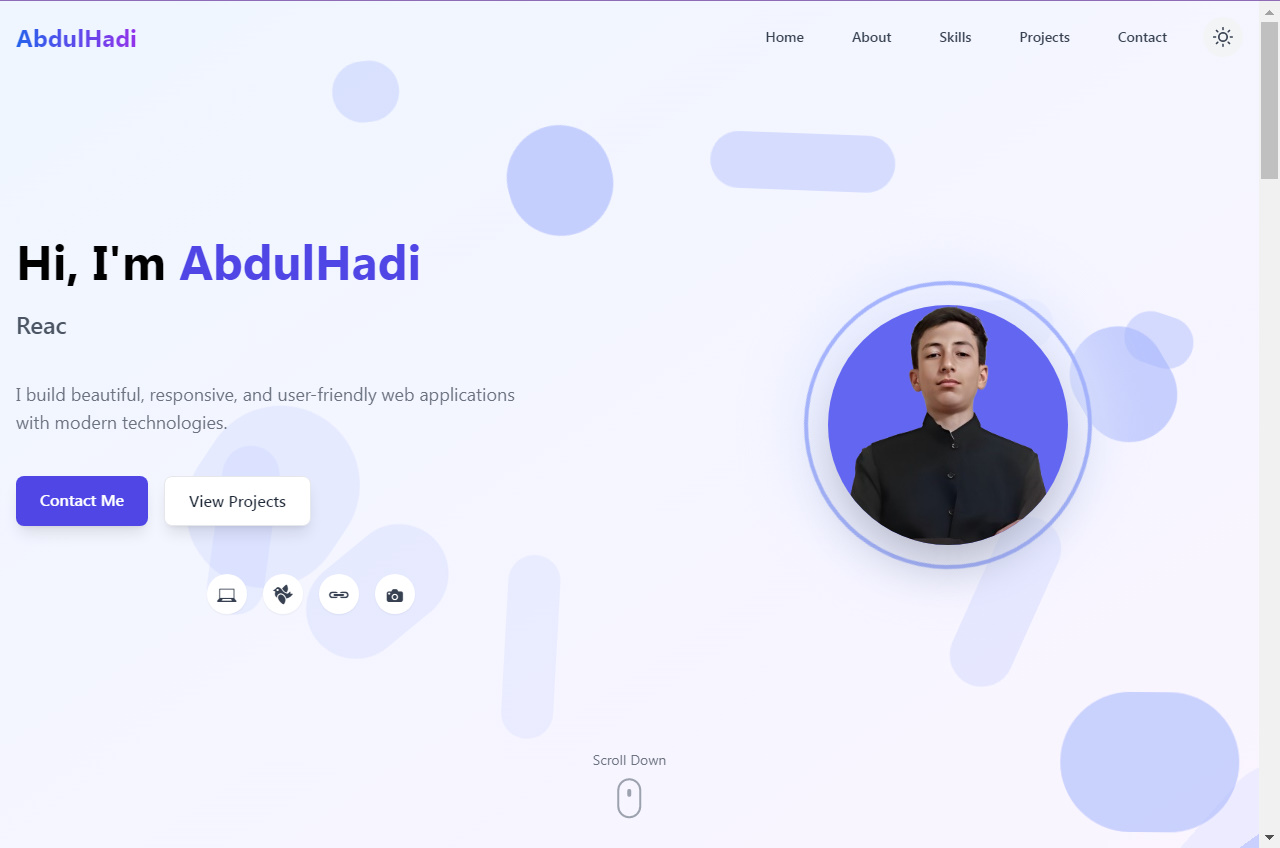 AbdulHadi
Home About Skills Projects Contact
Hi, I'm AbdulHadi
Reac
I build beautiful, responsive, and user-friendly web applications
with modern technologies.
Contact Me View Projects
Scroll Down